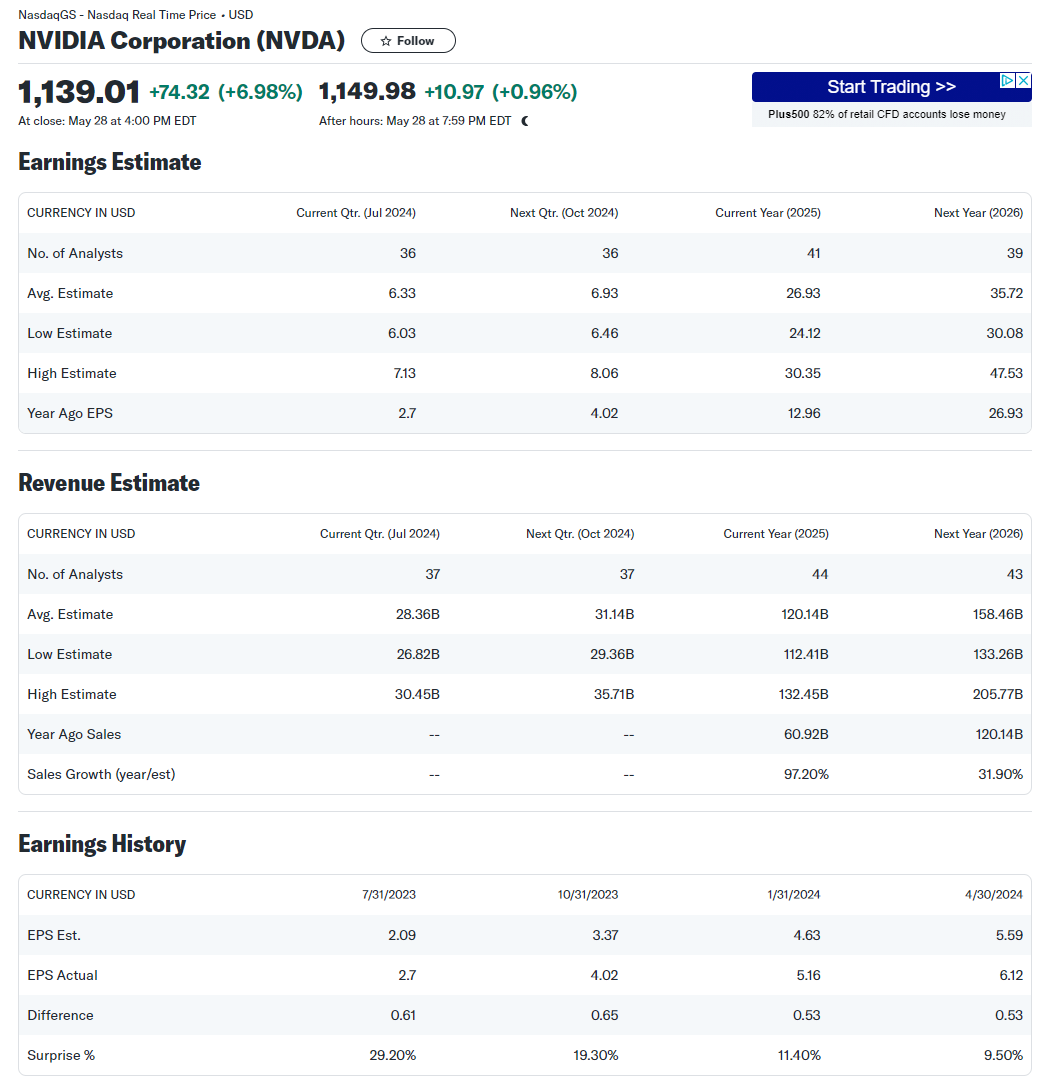 NasdaqGS - Nasdaq Real Time Price • USD
NVIDIA Corporation (NVDA) ☆ Follow
1,139.01 +74.32 (+6.98%) 1,149.98 +10.97 (+0.96%)
At close: May 28 at 4:00 PM EDT After hours: May 28 at 7:59 PM EDT
Start Trading >>
Plus500 82% of retail CFD accounts lose money
Earnings Estimate
CURRENCY IN USD Current Qtr. (Jul 2024) Next Qtr. (Oct 2024) Current Year (2025) Next Year (2026)
No. of Analysts 36 36 41 39
Avg. Estimate 6.33 6.93 26.93 35.72
Low Estimate 6.03 6.46 24.12 30.08
High Estimate 7.13 8.06 30.35 47.53
Year Ago EPS 2.7 4.02 12.96 26.93
Revenue Estimate
CURRENCY IN USD Current Qtr. (Jul 2024) Next Qtr. (Oct 2024) Current Year (2025) Next Year (2026)
No. of Analysts 37 37 44 43
Avg. Estimate 28.36B 31.14B 120.14B 158.46B
Low Estimate 26.82B 29.36B 112.41B 133.26B
High Estimate 30.45B 35.71B 132.45B 205.77B
Year Ago Sales -- -- 60.92B 120.14B
Sales Growth (year/est) -- -- 97.20% 31.90%
Earnings History
CURRENCY IN USD 7/31/2023 10/31/2023 1/31/2024 4/30/2024
EPS Est. 2.09 3.37 4.63 5.59
EPS Actual 2.7 4.02 5.16 6.12
Difference 0.61 0.65 0.53 0.53
Surprise % 29.20% 19.30% 11.40% 9.50%